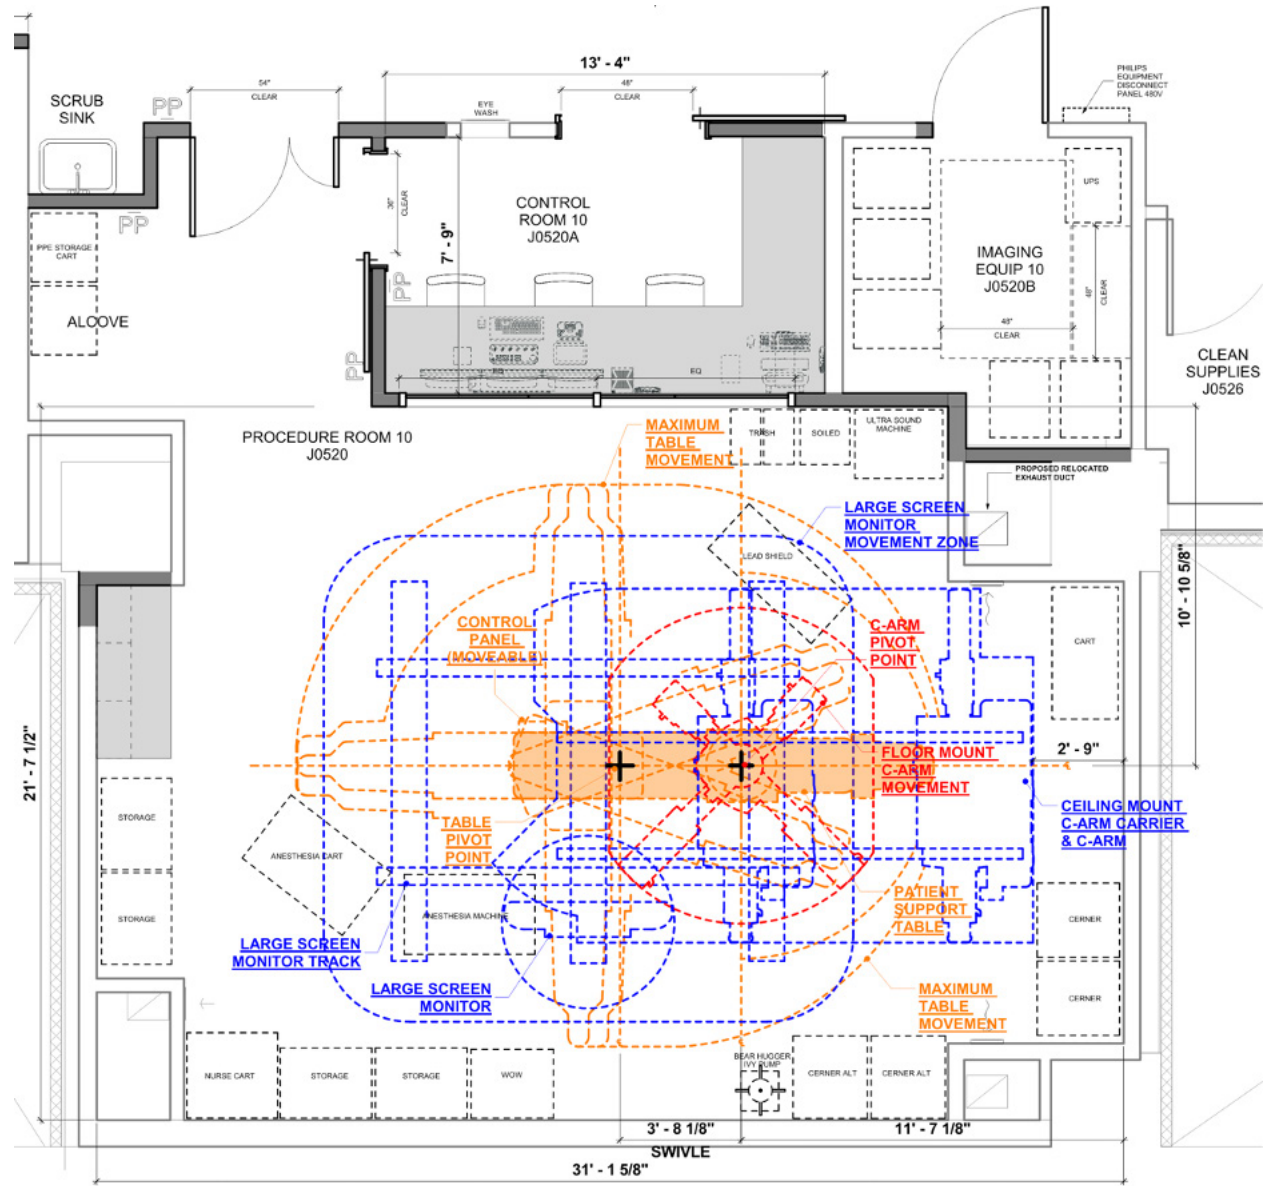 13' - 4"
54"
CLEAR
48"
CLEAR
PHILIPS
EQUIPMENT
DISCONNECT
PANEL 480V
SCRUB
SINK
PP
EYE
WASH
PP
36"
CLEAR
CONTROL
ROOM 10
J0520A
7' - 9"
UPS
PPE STORAGE
CART
IMAGING
EQUIP 10
J0520B
48"
CLEAR
48"
CLEAR
PP
ALCOVE
PP
EQ
EQ
CLEAN
SUPPLIES
J0526
PROCEDURE ROOM 10
J0520
MAXIMUM
TABLE
MOVEMENT
TRASH
SOILED
ULTRA SOUND
MACHINE
PROPOSED RELOCATED
EXHAUST DUCT
LARGE SCREEN
MONITOR
MOVEMENT ZONE
LEAD SHIELD
10' - 10 5/8"
CONTROL
PANEL
(MOVEABLE)
C-ARM
PIVOT
POINT
CART
21' - 7 1/2"
FLOOR MOUNT
C-ARM
MOVEMENT
2' - 9"
TABLE
PIVOT
POINT
CEILING MOUNT
C-ARM CARRIER
& C-ARM
STORAGE
ANESTHESIA CART
PATIENT
SUPPORT
TABLE
STORAGE
ANESTHESIA MACHINE
CERNER
LARGE SCREEN
MONITOR TRACK
LARGE SCREEN
MONITOR
MAXIMUM
TABLE
MOVEMENT
CERNER
NURSE CART
STORAGE
STORAGE
WOW
BEAR HUGGER
IVY PUMP
CERNER ALT
CERNER ALT
3' - 8 1/8"
11' - 7 1/8"
SWIVLE
31' - 1 5/8"